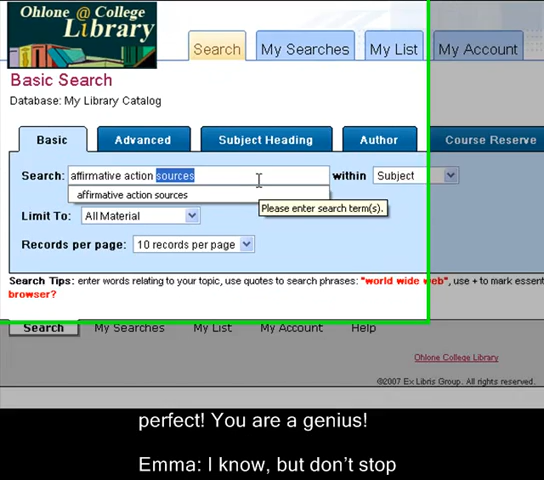 Ohlone @ College
Library
Search
My Searches
My List
My Account
Basic Search
Database: My Library Catalog
Basic
Advanced
Subject Heading
Author
Course Reserve
Search: affirmative action sources within Subject
affirmative action sources
Please enter search term(s).
Limit To: All Material
Records per page: 10 records per page
Search Tips: enter words relating to your topic, use quotes to search phrases: "world wide web", use + to mark essent
browser?
Search My Searches My List My Account Help
Ohlone College Library
©2007 Ex Libris Group. All rights reserved.
perfect! You are a genius!
Emma: I know, but don't stop